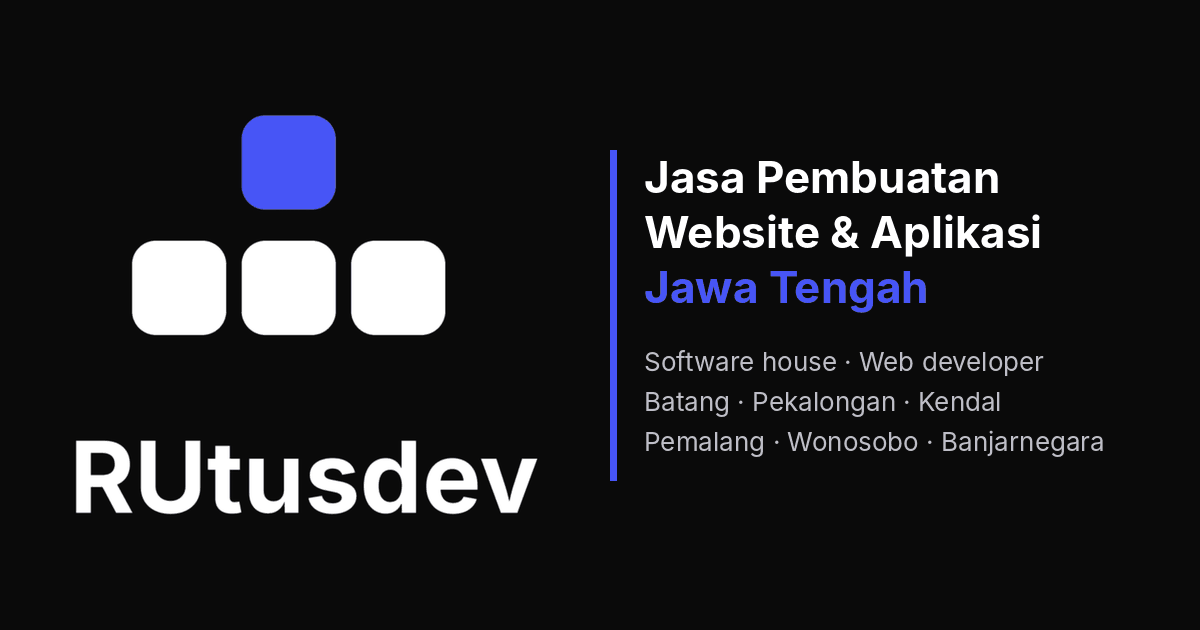 RUtusdev
Jasa Pembuatan
Website & Aplikasi
Jawa Tengah
Software house · Web developer
Batang · Pekalongan · Kendal
Pemalang · Wonosobo · Banjarnegara